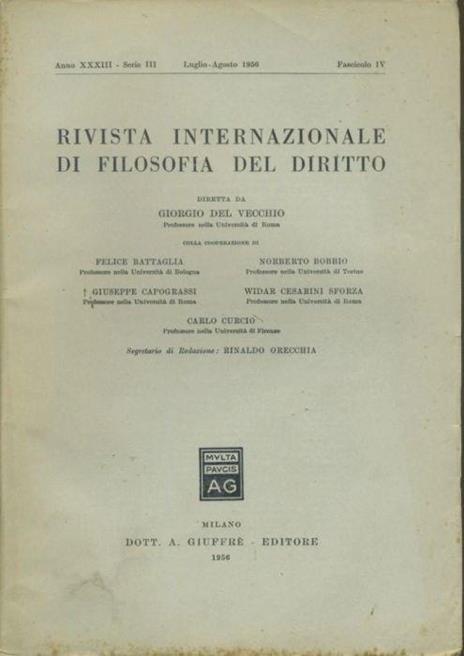 Anno XXXIII - Serie III Luglio-Agosto 1956 Fascicolo IV
RIVISTA INTERNAZIONALE
DI FILOSOFIA DEL DIRITTO
DIRETTA DA
GIORGIO DEL VECCHIO
Professore nella Università di Roma
COLLA COOPERAZIONE DI
FELICE BATTAGLIA NORBERTO BOBBIO
Professore nella Università di Bologna Professore nella Università di Torino
† GIUSEPPE CAPOGRASSI WIDAR CESARINI SFORZA
Professore nella Università di Roma Professore nella Università di Roma
CARLO CURCIO
Professore nella Università di Firenze
Segretario di Redazione: RINALDO ORECCHIA
MVLTA
PAVCIS
AG
MILANO
DOTT. A. GIUFFRÈ - EDITORE
1956